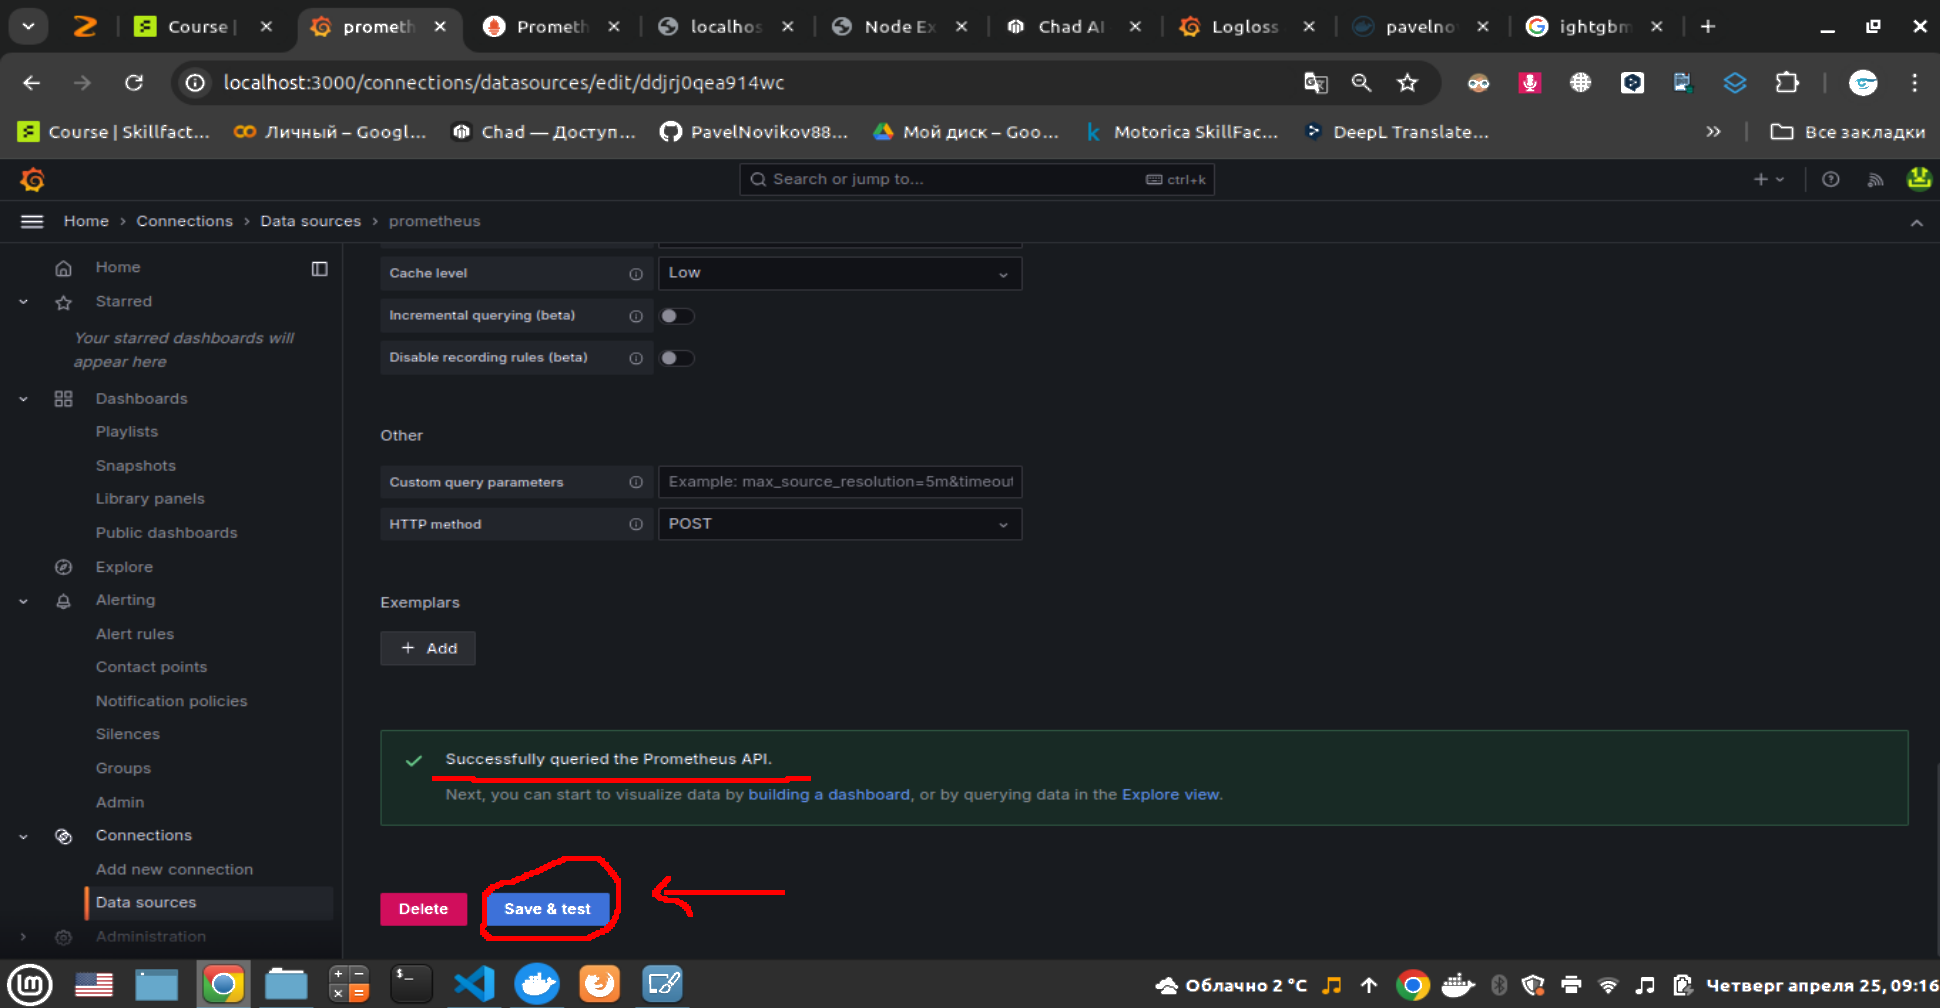 Course |
prometh
Prometh
localhos
Node Ex
Chad AI
Logloss
pavelno
ightgbm
localhost:3000/connections/datasources/edit/ddjrj0qea914wc
Course | Skillfact...
Личный – Googl...
Chad — Доступ...
PavelNovikov88...
Мой диск – Goo...
Motorica SkillFac...
DeepL Translate...
»
Все закладки
Search or jump to...
ctrl+k
Home › Connections › Data sources › prometheus
Home
Starred
Your starred dashboards will
appear here
Dashboards
Playlists
Snapshots
Library panels
Public dashboards
Explore
Alerting
Alert rules
Contact points
Notification policies
Silences
Groups
Admin
Connections
Add new connection
Data sources
Administration
Cache level
Low
Incremental querying (beta)
Disable recording rules (beta)
Other
Custom query parameters
Example: max_source_resolution=5m&timeout
HTTP method
POST
Exemplars
+ Add
Successfully queried the Prometheus API.
Next, you can start to visualize data by building a dashboard, or by querying data in the Explore view.
Delete
Save & test
Облачно 2 °C
Четверг апреля 25, 09:16